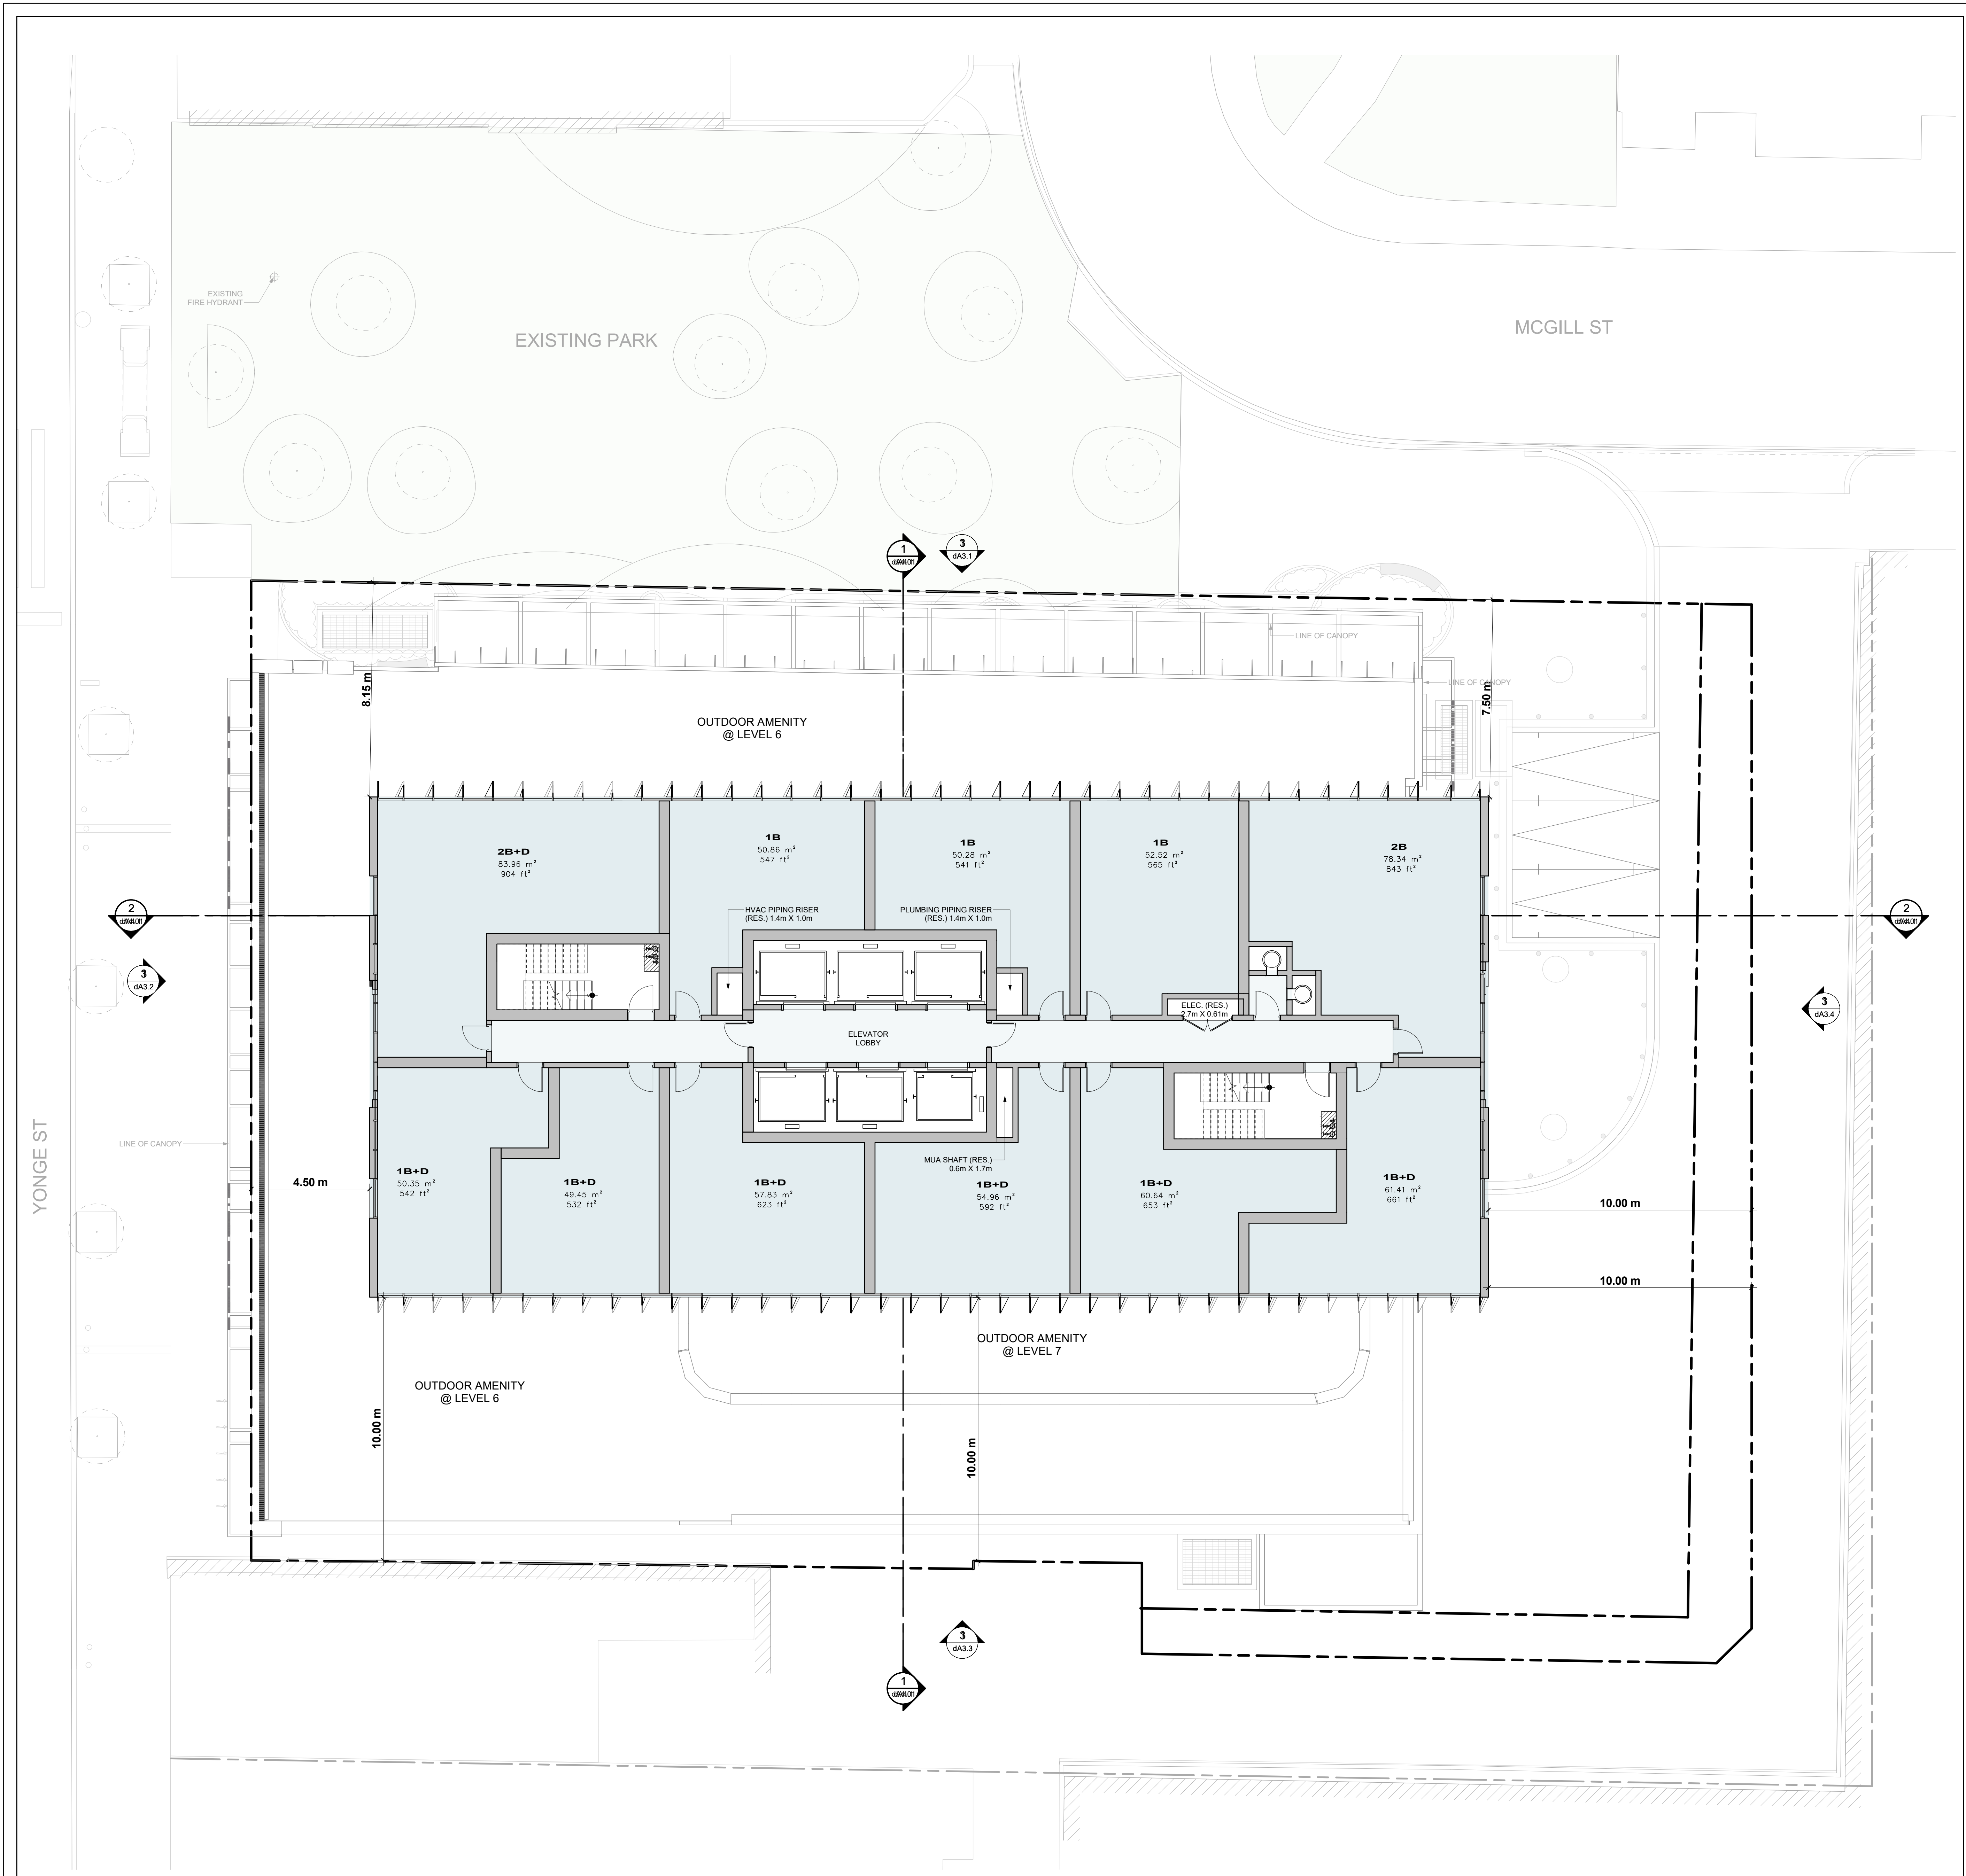 EXISTING
FIRE HYDRANT
EXISTING PARK
MCGILL ST
1
3
dA3.1
LINE OF CANOPY
LINE OF CANOPY
8.15 m
7.50 m
OUTDOOR AMENITY
@ LEVEL 6
2B+D
83.96 m²
904 ft²
1B
50.86 m²
547 ft²
1B
50.28 m²
541 ft²
1B
52.52 m²
565 ft²
2B
78.34 m²
843 ft²
2
2
HVAC PIPING RISER
(RES.) 1.4m X 1.0m
PLUMBING PIPING RISER
(RES.) 1.4m X 1.0m
3
dA3.2
3
dA3.4
ELEC. (RES.)
2.7m X 0.61m
ELEVATOR
LOBBY
YONGE ST
LINE OF CANOPY
MUA SHAFT (RES.)
0.6m X 1.7m
4.50 m
1B+D
50.35 m²
542 ft²
1B+D
49.45 m²
532 ft²
1B+D
57.83 m²
623 ft²
1B+D
54.96 m²
592 ft²
1B+D
60.64 m²
653 ft²
1B+D
61.41 m²
661 ft²
10.00 m
10.00 m
OUTDOOR AMENITY
@ LEVEL 7
OUTDOOR AMENITY
@ LEVEL 6
10.00 m
10.00 m
3
dA3.3
1